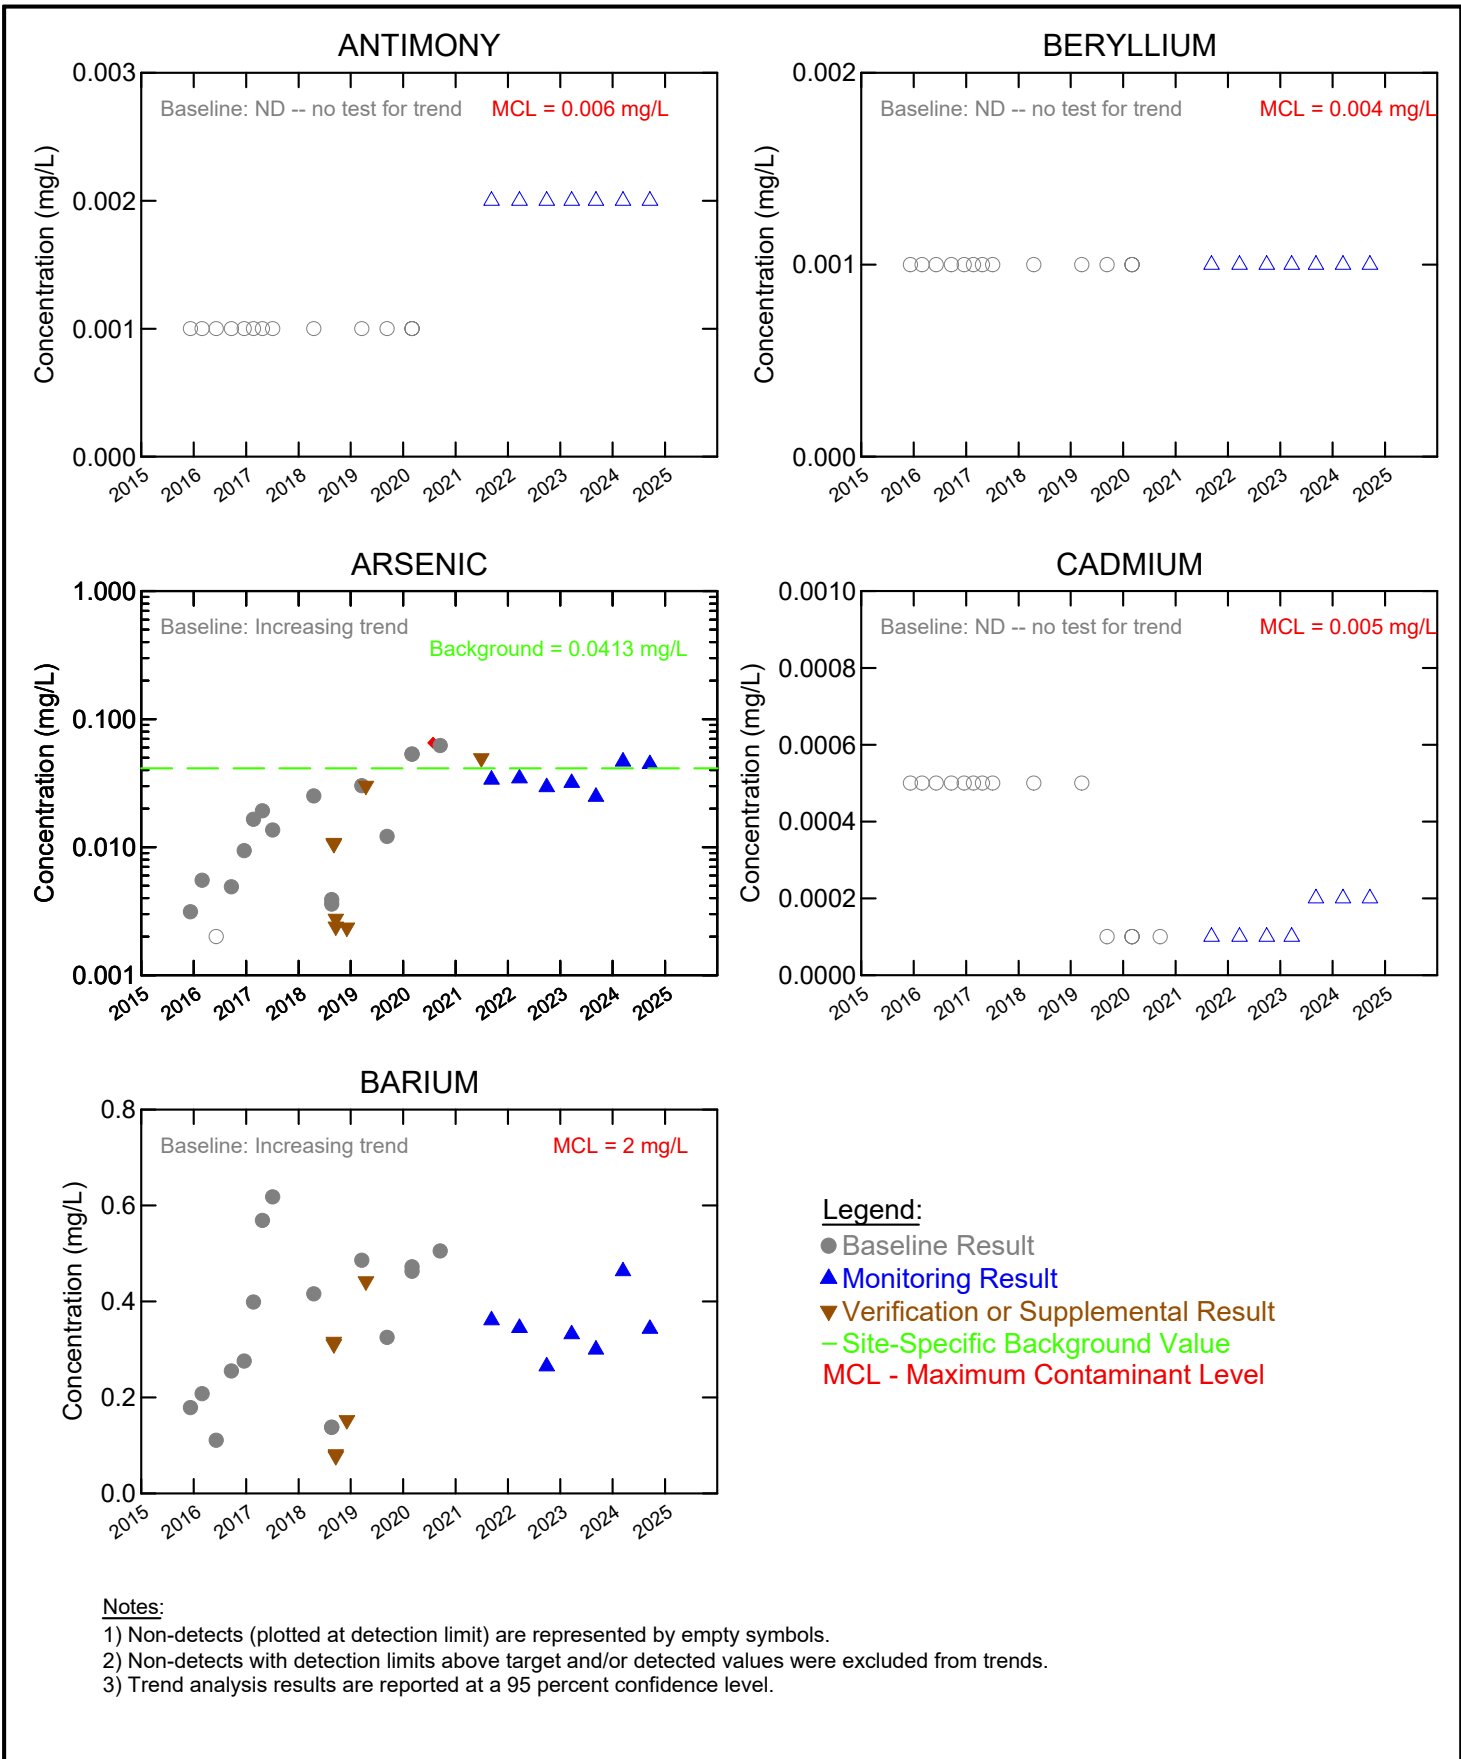 ANTIMONY
0.003
0.002
0.001
0.000
Concentration (mg/L)
Baseline: ND -- no test for trend
MCL = 0.006 mg/L
2015 2016 2017 2018 2019 2020 2021 2022 2023 2024 2025
BERYLLIUM
0.002
0.001
0.000
Concentration (mg/L)
Baseline: ND -- no test for trend
MCL = 0.004 mg/L
2015 2016 2017 2018 2019 2020 2021 2022 2023 2024 2025
ARSENIC
1.000
0.100
0.010
0.001
Concentration (mg/L)
Baseline: Increasing trend
Background = 0.0413 mg/L
2015 2016 2017 2018 2019 2020 2021 2022 2023 2024 2025
CADMIUM
0.0010
0.0008
0.0006
0.0004
0.0002
0.0000
Concentration (mg/L)
Baseline: ND -- no test for trend
MCL = 0.005 mg/L
2015 2016 2017 2018 2019 2020 2021 2022 2023 2024 2025
BARIUM
0.8
0.6
0.4
0.2
0.0
Concentration (mg/L)
Baseline: Increasing trend
MCL = 2 mg/L
2015 2016 2017 2018 2019 2020 2021 2022 2023 2024 2025
Legend:
Baseline Result
Monitoring Result
Verification or Supplemental Result
Site-Specific Background Value
MCL - Maximum Contaminant Level
Notes:
1) Non-detects (plotted at detection limit) are represented by empty symbols.
2) Non-detects with detection limits above target and/or detected values were excluded from trends.
3) Trend analysis results are reported at a 95 percent confidence level.